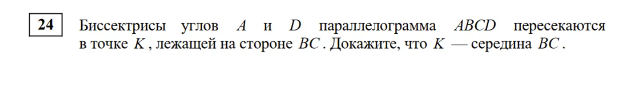 24 Биссектрисы углов A и D параллелограмма ABCD пересекаются
в точке K , лежащей на стороне BC . Докажите, что K — середина BC .